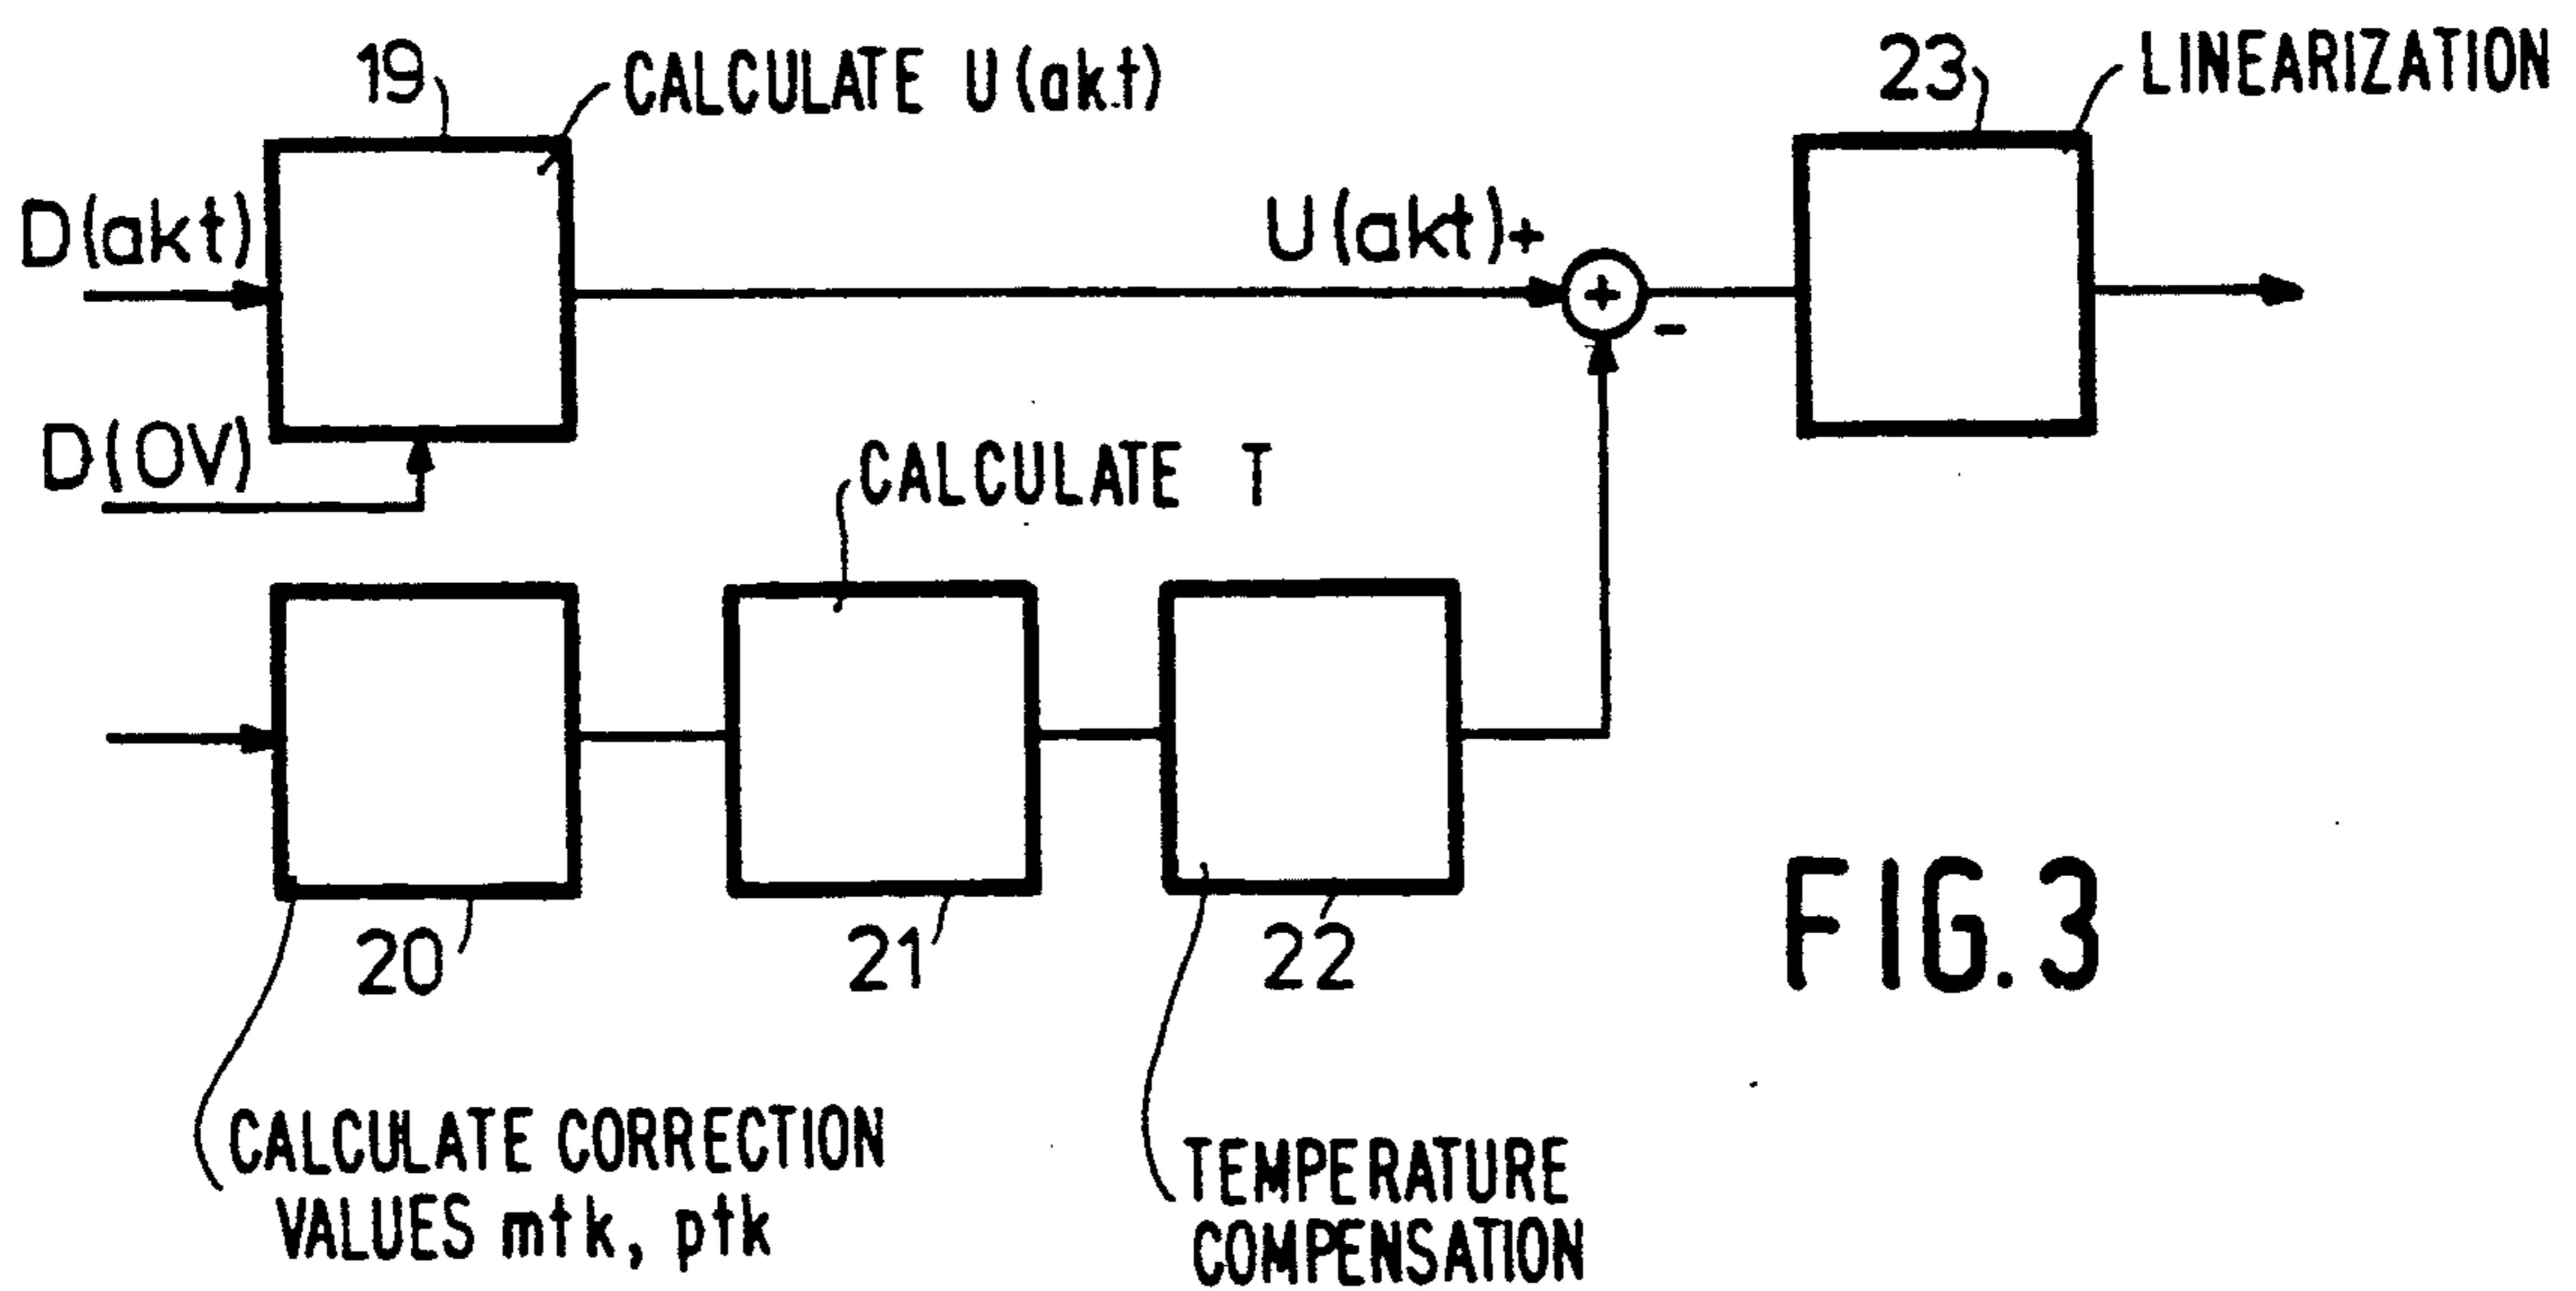 19
CALCULATE U(akt)
23
LINEARIZATION
D(akt)
U(akt)+
+
-
D(0V)
CALCULATE T
20
21
22
FIG.3
CALCULATE CORRECTION
VALUES mtk, ptk
TEMPERATURE
COMPENSATION